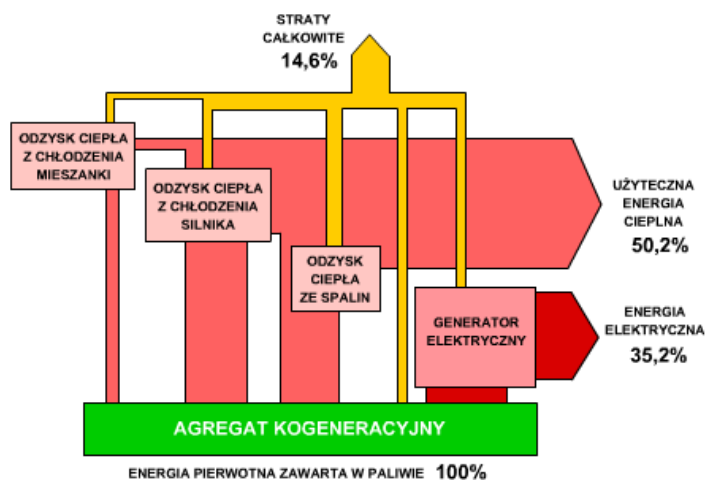 STRATY
CAŁKOWITE
14,6%
ODZYSK CIEPŁA
Z CHŁODZENIA
MIESZANKI
ODZYSK CIEPŁA
Z CHŁODZENIA
SILNIKA
ODZYSK
CIEPŁA
ZE SPALIN
UŻYTECZNA
ENERGIA
CIEPLNA
50,2%
GENERATOR
ELEKTRYCZNY
ENERGIA
ELEKTRYCZNA
35,2%
AGREGAT KOGENERACYJNY
ENERGIA PIERWOTNA ZAWARTA W PALIWIE 100%